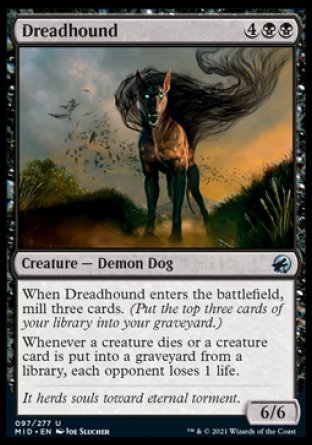 Dreadhound 4
Creature — Demon Dog
When Dreadhound enters the battlefield,
mill three cards. (Put the top three cards of
your library into your graveyard.)
Whenever a creature dies or a creature
card is put into a graveyard from a
library, each opponent loses 1 life.
It herds souls toward eternal torment.
6/6
097/277 U
MID • EN Joe Slucher ™ & © 2021 Wizards of the Coast